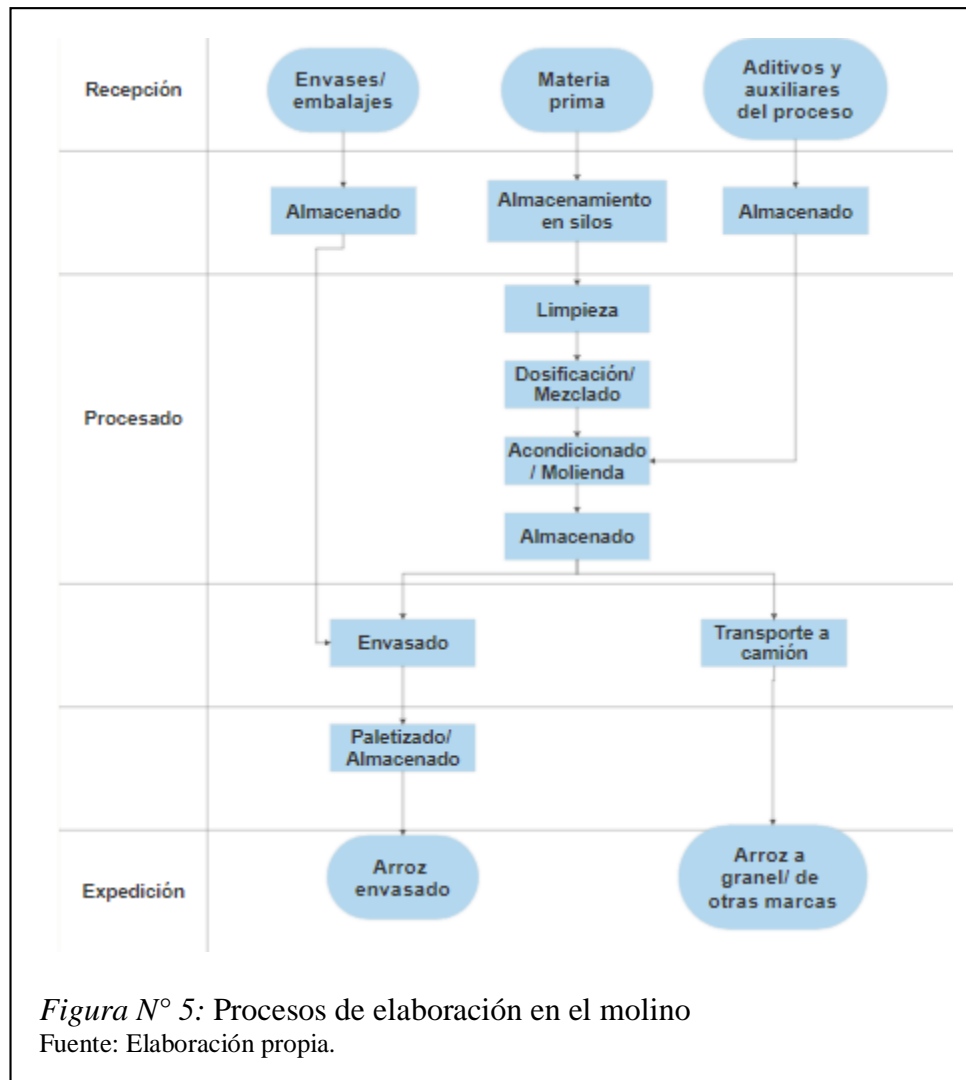 Recepción
Envases/
embalajes
Materia
prima
Aditivos y
auxiliares
del proceso
Almacenado
Almacenamiento
en silos
Almacenado
Procesado
Limpieza
Dosificación/
Mezclado
Acondicionado
/ Molienda
Almacenado
Envasado
Transporte a
camión
Paletizado/
Almacenado
Expedición
Arroz
envasado
Arroz a
granel/ de
otras marcas
Figura N° 5: Procesos de elaboración en el molino
Fuente: Elaboración propia.